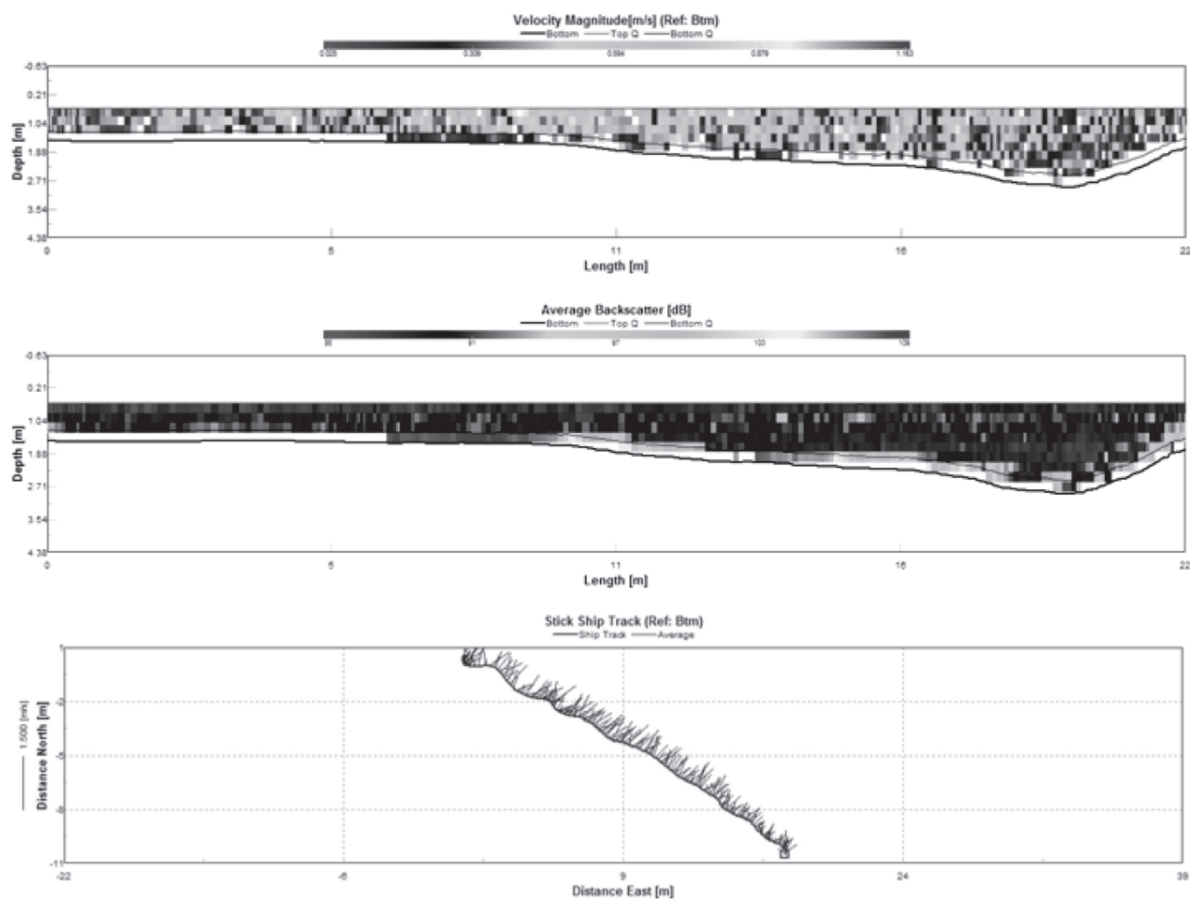 Velocity Magnitude[m/s] (Ref: Btm)
Bottom Top Q Bottom Q
0.025 0.309 0.594 0.879 1.163
-0.63
0.21
1.04
1.88
2.71
3.54
4.38
Depth [m]
0 5 11 16 22
Length [m]
Average Backscatter [dB]
Bottom Top Q Bottom Q
91 97 103
-0.63
0.21
1.04
1.88
2.71
3.54
4.38
Depth [m]
0 5 11 16 22
Length [m]
Stick Ship Track (Ref: Btm)
Ship Track Average
1
-2
-5
-8
-11
1.500 [m/s]
Distance North [m]
-22 -6 9 24 39
Distance East [m]